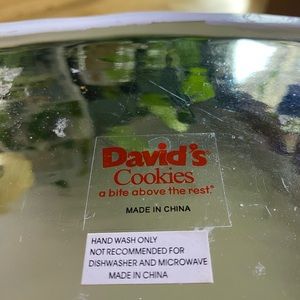 David's
Cookies
a bite above the rest.®
MADE IN CHINA
HAND WASH ONLY
NOT RECOMMENDED FOR
DISHWASHER AND MICROWAVE
MADE IN CHINA